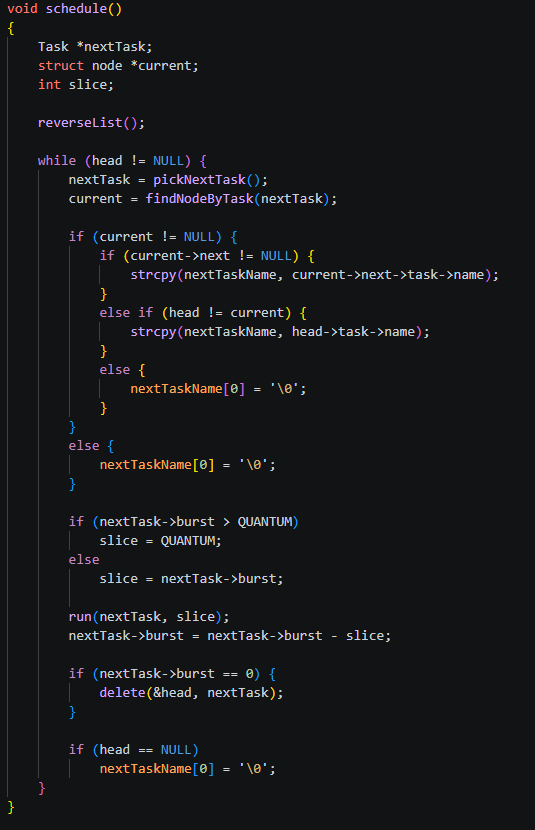 void schedule()
{
    Task *nextTask;
    struct node *current;
    int slice;

    reverseList();

    while (head != NULL) {
        nextTask = pickNextTask();
        current = findNodeByTask(nextTask);

        if (current != NULL) {
            if (current->next != NULL) {
                strcpy(nextTaskName, current->next->task->name);
            }
            else if (head != current) {
                strcpy(nextTaskName, head->task->name);
            }
            else {
                nextTaskName[0] = '\0';
            }
        }
        else {
            nextTaskName[0] = '\0';
        }

        if (nextTask->burst > QUANTUM)
            slice = QUANTUM;
        else
            slice = nextTask->burst;

        run(nextTask, slice);
        nextTask->burst = nextTask->burst - slice;

        if (nextTask->burst == 0) {
            delete(&head, nextTask);
        }

        if (head == NULL)
            nextTaskName[0] = '\0';
    }
}